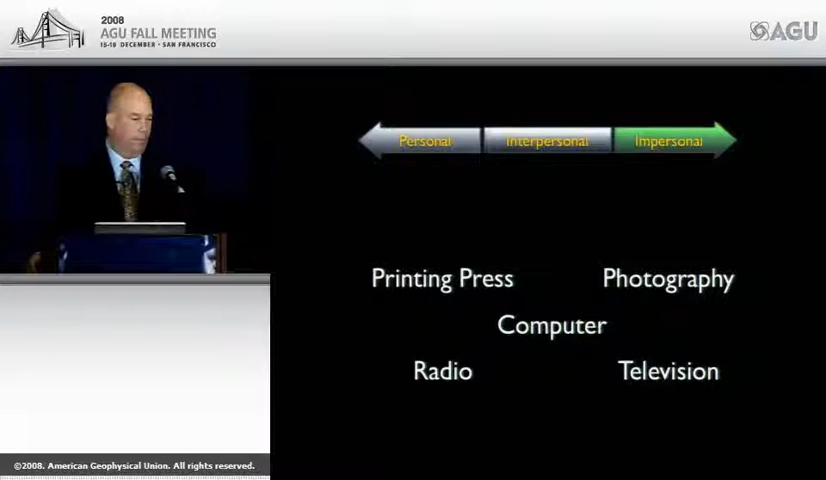 2008
AGU FALL MEETING
15-19 DECEMBER • SAN FRANCISCO
AGU
Personal
Interpersonal
Impersonal
Printing Press
Photography
Computer
Radio
Television
©2008. American Geophysical Union. All rights reserved.